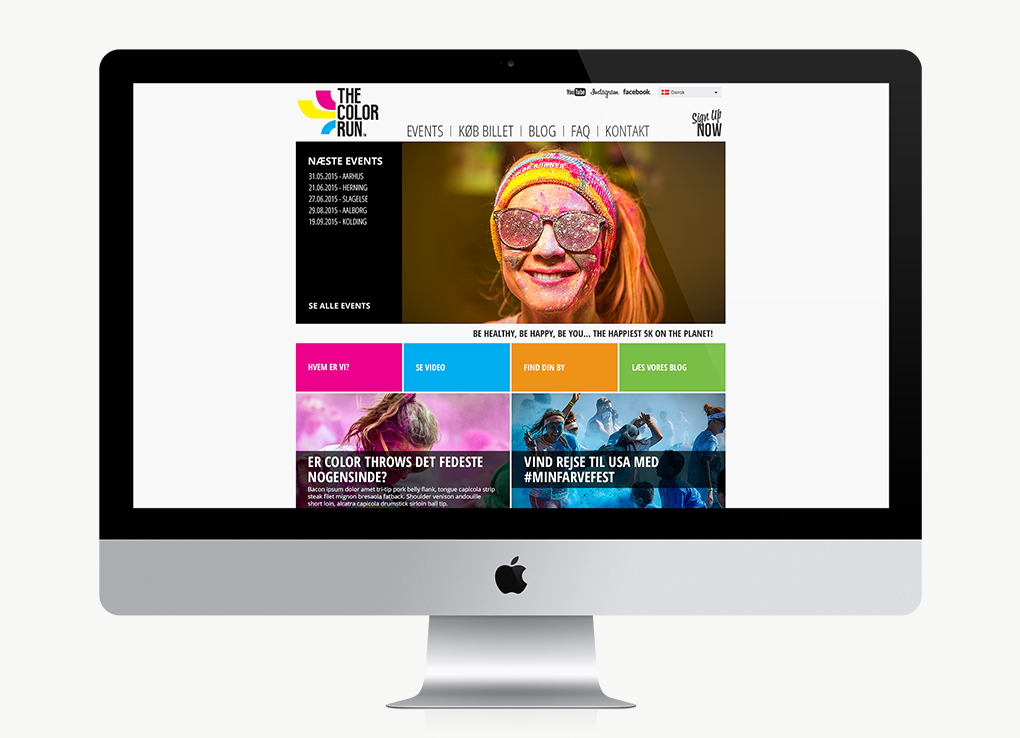 THE
COLOR
RUN
YouTube Instagram facebook. Dansk
EVENTS | KØB BILLET | BLOG | FAQ | KONTAKT
Sign Up
NOW
NÆSTE EVENTS
31.05.2015 - AARHUS
21.06.2015 - HERNING
27.06.2015 - SLAGELSE
29.08.2015 - AALBORG
19.09.2015 - KOLDING
SE ALLE EVENTS
RUNNER
BE HEALTHY, BE HAPPY, BE YOU... THE HAPPIEST 5K ON THE PLANET!
HVEM ER VI?
SE VIDEO
FIND DIN BY
LÆS VORES BLOG
ER COLOR THROWS DET FEDESTE
NOGENSINDE?
Bacon ipsum dolor amet tri-tip pork belly flank, tongue capicola strip
steak filet mignon bresaola fatback. Shoulder venison andouille
short loin, alcatra capicola drumstick sirloin ball tip.
VIND REJSE TIL USA MED
#MINFARVEFEST